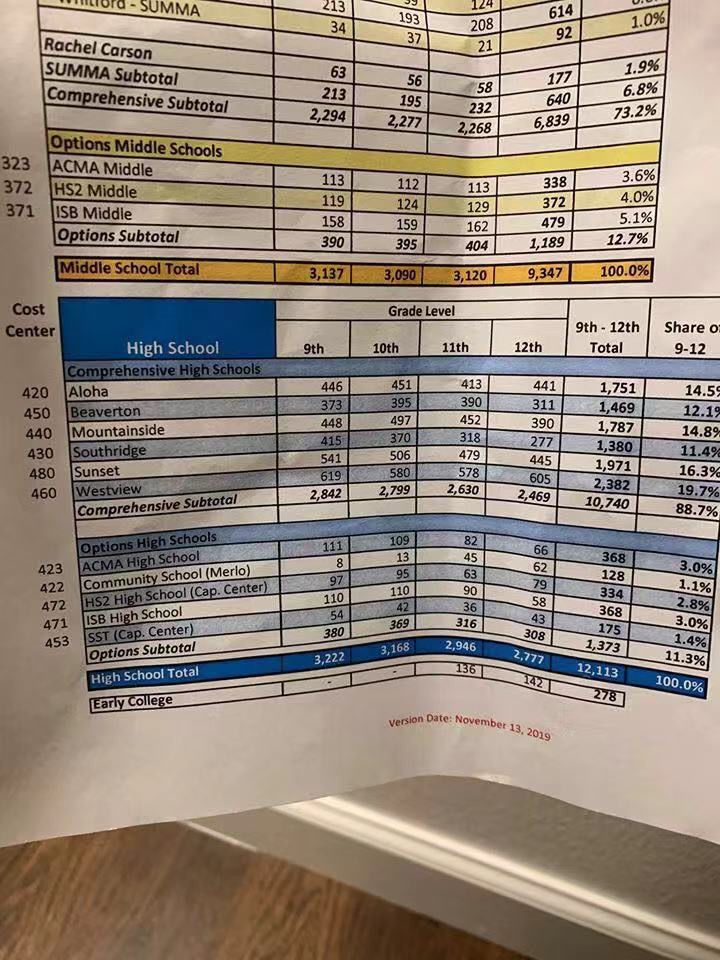 Whitford - SUMMA 213 193 208 614
34 37 21 92 1.0%
Rachel Carson
SUMMA Subtotal 63 56 58 177 1.9%
Comprehensive Subtotal 213 195 232 640 6.8%
2,294 2,277 2,268 6,839 73.2%
Options Middle Schools
323 ACMA Middle 113 112 113 338 3.6%
372 HS2 Middle 119 124 129 372 4.0%
371 ISB Middle 158 159 162 479 5.1%
Options Subtotal 390 395 404 1,189 12.7%
Middle School Total 3,137 3,090 3,120 9,347 100.0%
Cost Center
Grade Level
High School 9th 10th 11th 12th 9th - 12th Total Share of 9-12
Comprehensive High Schools
420 Aloha 446 451 413 441 1,751 14.5%
450 Beaverton 373 395 390 311 1,469 12.1%
440 Mountainside 448 497 452 390 1,787 14.8%
430 Southridge 415 370 318 277 1,380 11.4%
480 Sunset 541 506 479 445 1,971 16.3%
460 Westview 619 580 578 605 2,382 19.7%
Comprehensive Subtotal 2,842 2,799 2,630 2,469 10,740 88.7%
Options High Schools
423 ACMA High School 111 109 82 66 368 3.0%
422 Community School (Merlo) 8 13 45 62 128 1.1%
472 HS2 High School (Cap. Center) 97 95 63 79 334 2.8%
471 ISB High School 110 110 90 58 368 3.0%
453 SST (Cap. Center) 54 42 36 43 175 1.4%
Options Subtotal 380 369 316 308 1,373 11.3%
High School Total 3,222 3,168 2,946 2,777 12,113 100.0%
Early College - - 136 142 278
Version Date: November 13, 2019